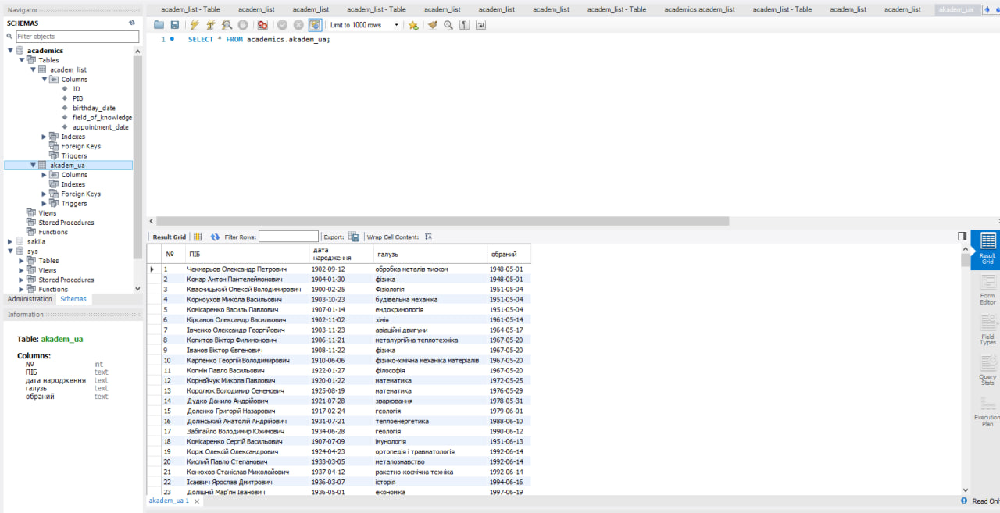 Navigator
SCHEMAS
Filter objects
academics
Tables
academ_list
Columns
ID
PIB
birthday_date
field_of_knowledge
appointment_date
Indexes
Foreign Keys
Triggers
akadem_ua
Columns
Indexes
Foreign Keys
Triggers
Views
Stored Procedures
Functions
sakila
sys
Tables
Views
Stored Procedures
Functions
Administration Schemas
Information
Table: akadem_ua
Columns:
№ int
ПІБ text
дата народження text
галузь text
обраний text
academ_list - Table academ_list academ_list academ_list - Table academ_list academ_list academ_list academ_list - Table academics.academ_list academ_list - Table academ_list academ_list akadem_ua
Limit to 1000 rows
1 SELECT * FROM academics.akadem_ua;
Result Grid Filter Rows: Export: Wrap Cell Content:
№ ПІБ дата народження галузь обраний
1 Чекмарьов Олександр Петрович 1902-09-12 обробка металів тиском 1948-05-01
2 Комар Антон Пантелеймонович 1904-01-30 фізика 1948-05-01
3 Квасницький Олексій Володимирович 1900-02-25 Фізіологія 1951-05-04
4 Корноухов Микола Васильович 1903-10-23 будівельна механіка 1951-05-04
5 Комісаренко Василь Павлович 1907-01-14 ендокринологія 1951-05-04
6 Кірсанов Олександр Васильович 1902-11-02 хімія 1961-05-14
7 Івченко Олександр Георгійович 1903-11-23 авіаційні двигуни 1964-05-17
8 Копитов Віктор Филимонович 1906-11-21 металургійна теплотехніка 1967-05-20
9 Іванов Віктор Євгенович 1908-11-22 фізика 1967-05-20
10 Карпенко Георгій Володимирович 1910-06-06 фізико-хімічна механіка матеріалів 1967-05-20
11 Копнін Павло Васильович 1922-01-27 філософія 1967-05-20
12 Корнейчук Микола Павлович 1920-01-22 математика 1972-05-25
13 Королюк Володимир Семенович 1925-08-19 математика 1976-05-29
14 Дудко Данило Андрійович 1921-07-28 зварювання 1978-05-31
15 Доленко Григорій Назарович 1917-02-24 геологія 1979-06-01
16 Долінський Анатолій Андрійович 1931-07-21 теплоенергетика 1988-06-10
17 Забігайло Володимир Юхимович 1934-06-28 геологія 1990-06-12
18 Комісаренко Сергій Васильович 1907-07-09 імунологія 1951-06-13
19 Корж Олексій Олександрович 1924-04-23 ортопедія і травматологія 1992-06-14
20 Кислий Павло Степанович 1933-03-05 металознавство 1992-06-14
21 Конюхов Станіслав Миколайович 1937-04-12 ракетно-космічна техніка 1992-06-14
22 Ісаєвич Ярослав Дмитрович 1936-03-07 історія 1994-06-16
23 Долішній Мар'ян Іванович 1936-05-01 економіка 1997-06-19
akadem_ua 1
Result Grid
Form Editor
Field Types
Query Stats
Execution Plan
Read Onl